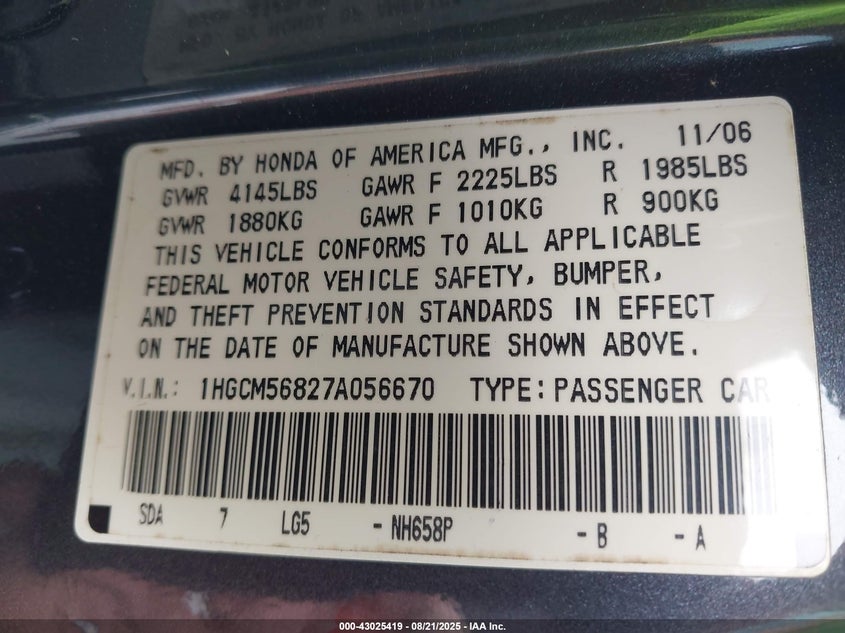 MFD. BY HONDA OF AMERICA MFG., INC. 11/06
GVWR 4145LBS GAWR F 2225LBS R 1985LBS
GVWR 1880KG GAWR F 1010KG R 900KG
THIS VEHICLE CONFORMS TO ALL APPLICABLE
FEDERAL MOTOR VEHICLE SAFETY, BUMPER,
AND THEFT PREVENTION STANDARDS IN EFFECT
ON THE DATE OF MANUFACTURE SHOWN ABOVE.
V.I.N.: 1HGCM56827A056670 TYPE: PASSENGER CAR
SDA 7 LG5 - NH658P - B - A
000-43025419 - 08/21/2025 - IAA Inc.